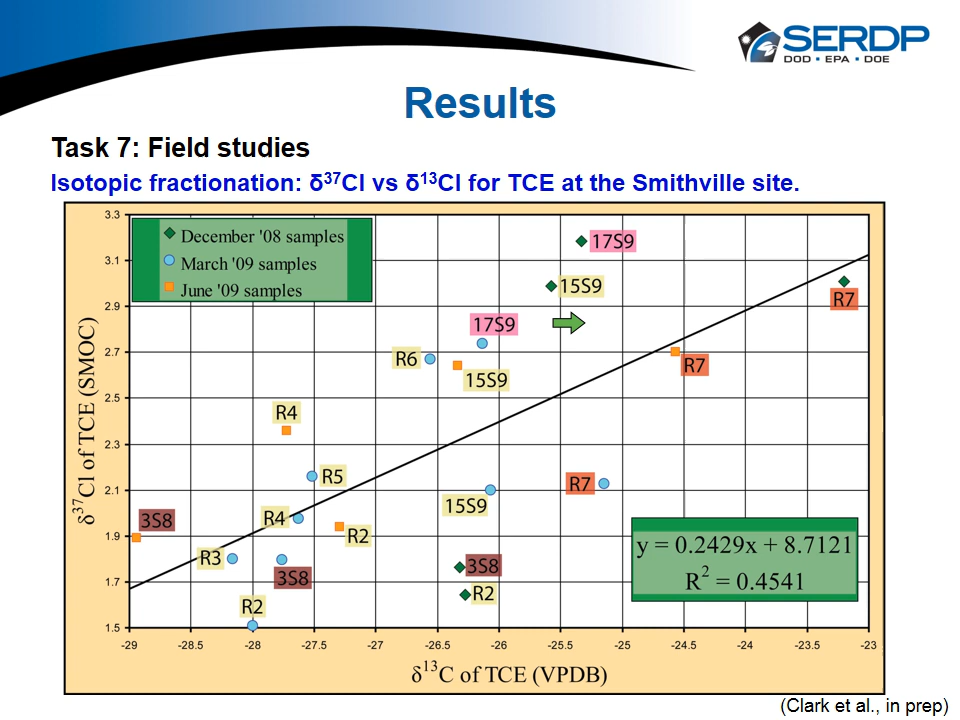 SERDP
DOD • EPA • DOE
Results
Task 7: Field studies
Isotopic fractionation: δ³⁷Cl vs δ¹³Cl for TCE at the Smithville site.
December '08 samples
March '09 samples
June '09 samples
δ³⁷Cl of TCE (SMOC)
3.3
3.1
2.9
2.7
2.5
2.3
2.1
1.9
1.7
1.5
17S9
15S9
R7
17S9
R6
15S9
R7
R4
R5
R7
15S9
R4
3S8
R2
R3
3S8
3S8
R2
R2
y = 0.2429x + 8.7121
R² = 0.4541
-29
-28.5
-28
-27.5
-27
-26.5
-26
-25.5
-25
-24.5
-24
-23.5
-23
δ¹³C of TCE (VPDB)
(Clark et al., in prep)